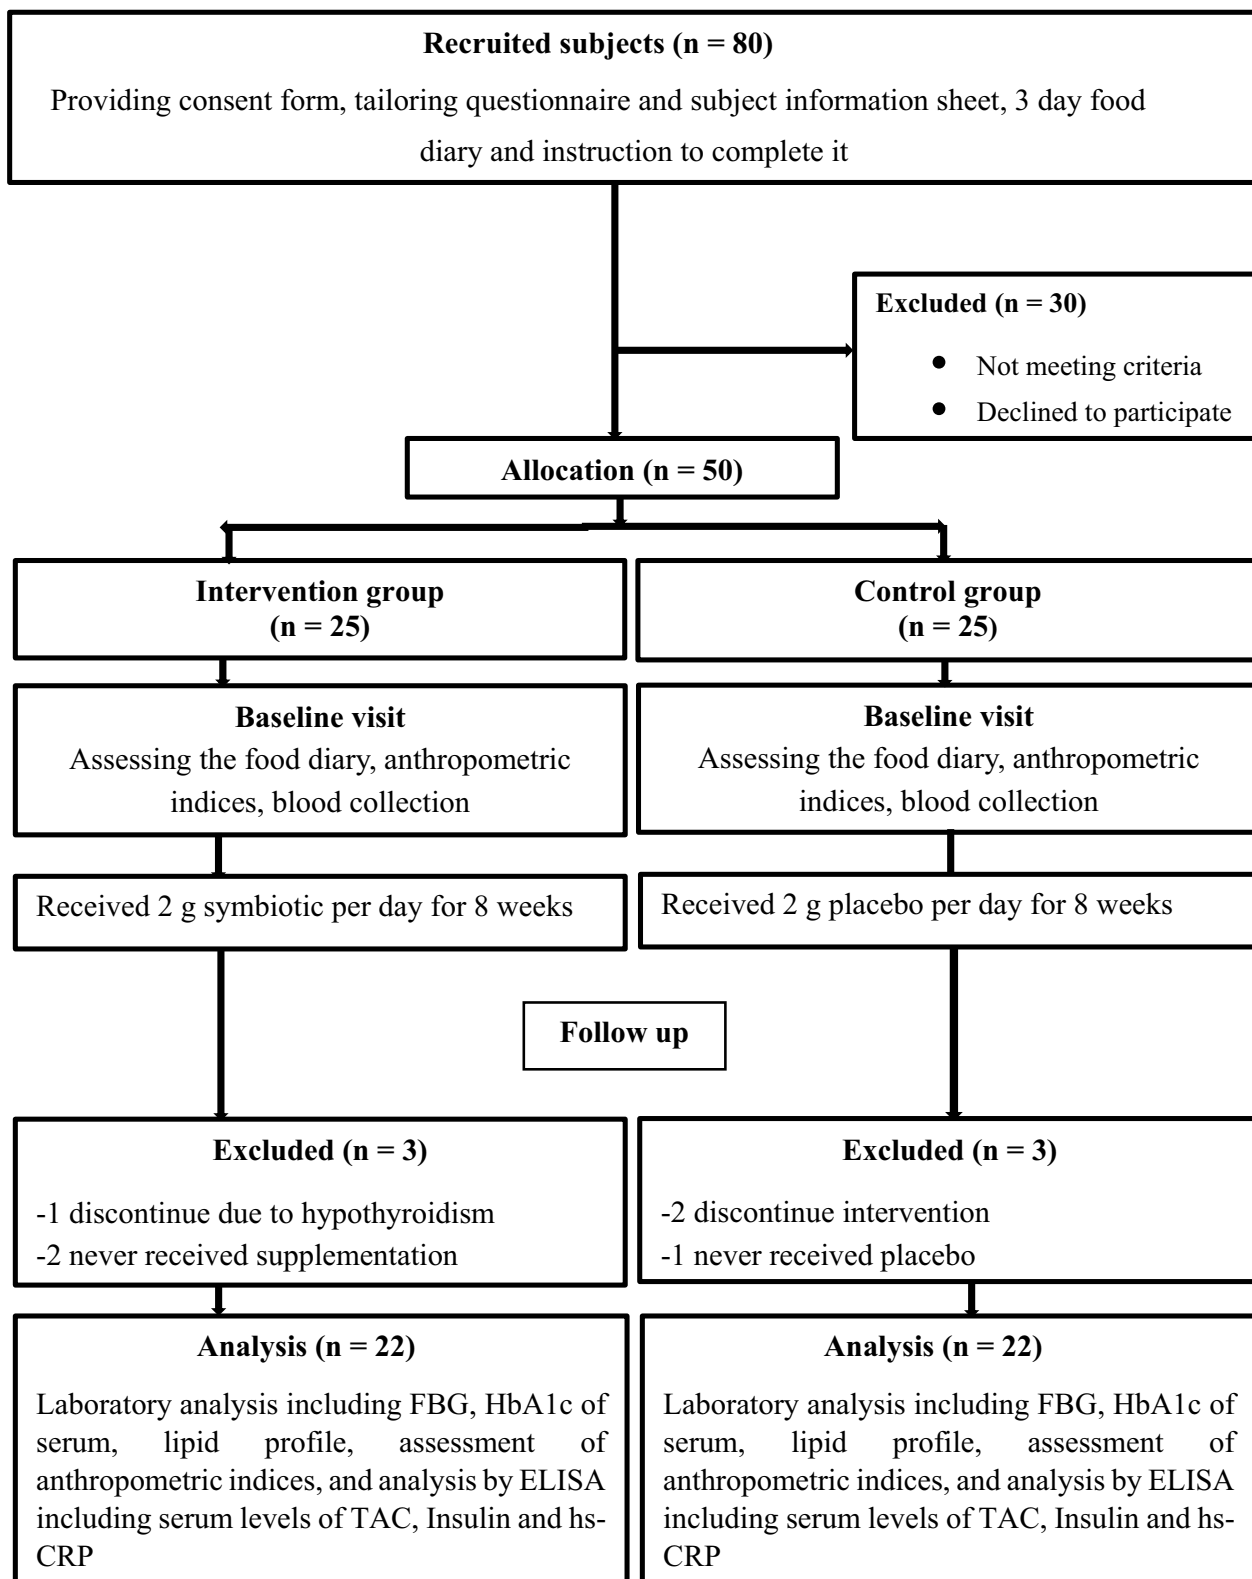 Recruited subjects (n = 80)
Providing consent form, tailoring questionnaire and subject information sheet, 3 day food
diary and instruction to complete it
Excluded (n = 30)
● Not meeting criteria
● Declined to participate
Allocation (n = 50)
Intervention group
(n = 25)
Control group
(n = 25)
Baseline visit
Assessing the food diary, anthropometric
indices, blood collection
Baseline visit
Assessing the food diary, anthropometric
indices, blood collection
Received 2 g symbiotic per day for 8 weeks
Received 2 g placebo per day for 8 weeks
Follow up
Excluded (n = 3)
-1 discontinue due to hypothyroidism
-2 never received supplementation
Excluded (n = 3)
-2 discontinue intervention
-1 never received placebo
Analysis (n = 22)
Laboratory analysis including FBG, HbA1c of
serum, lipid profile, assessment of
anthropometric indices, and analysis by ELISA
including serum levels of TAC, Insulin and hs-
CRP
Analysis (n = 22)
Laboratory analysis including FBG, HbA1c of
serum, lipid profile, assessment of
anthropometric indices, and analysis by ELISA
including serum levels of TAC, Insulin and hs-
CRP